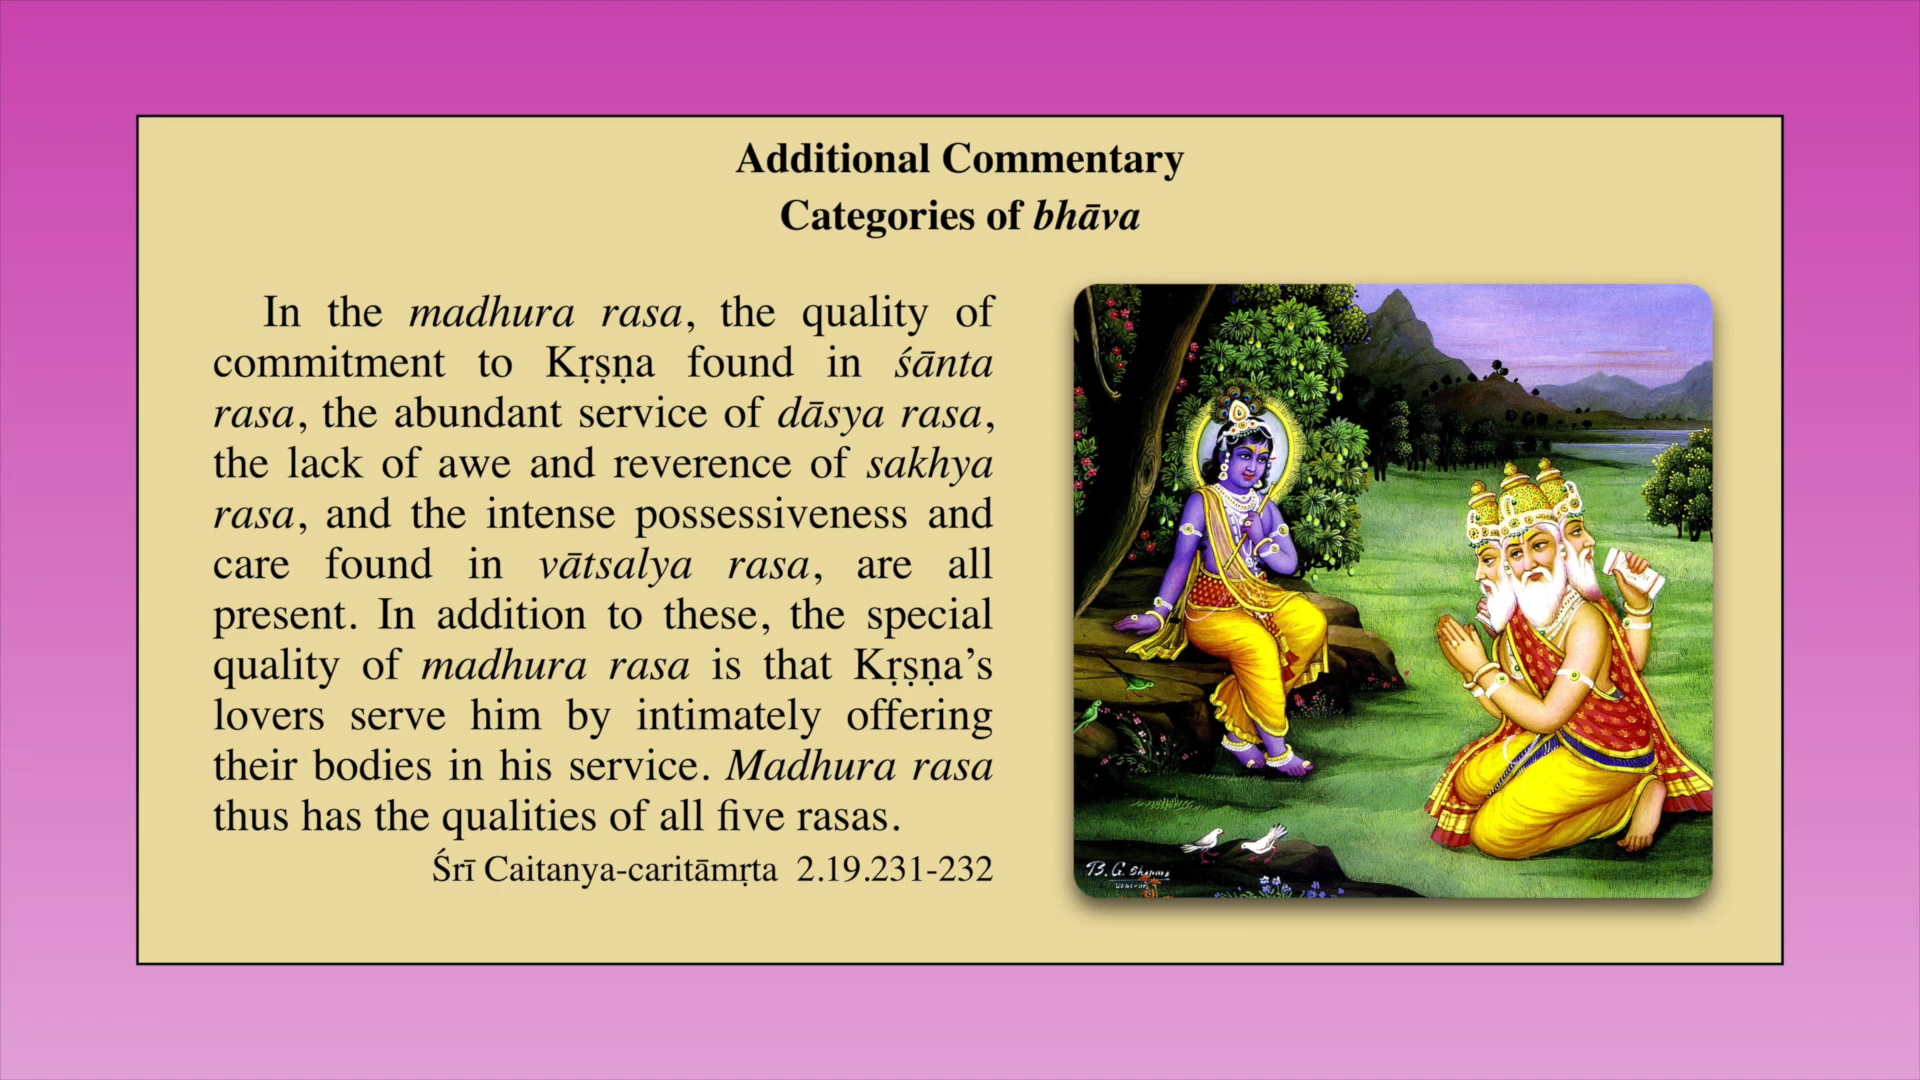 Additional Commentary
Categories of bhāva
In the madhura rasa, the quality of
commitment to Kṛṣṇa found in śānta
rasa, the abundant service of dāsya rasa,
the lack of awe and reverence of sakhya
rasa, and the intense possessiveness and
care found in vātsalya rasa, are all
present. In addition to these, the special
quality of madhura rasa is that Kṛṣṇa’s
lovers serve him by intimately offering
their bodies in his service. Madhura rasa
thus has the qualities of all five rasas.
Śrī Caitanya-caritāmṛta 2.19.231-232
B. G. Sharma